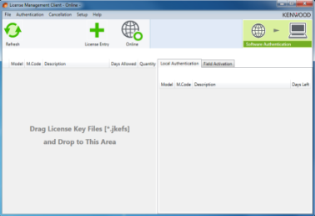 License Management Client - Online
File Authentication Cancellation Setup Help
KENWOOD
Refresh
License Entry
Online
Software Authentication
Model M.Code Description Days Allowed Quantity
Local Authentication Field Activation
Model M.Code Description Days Left
Drag License Key Files [*.jkefs]
and Drop to This Area